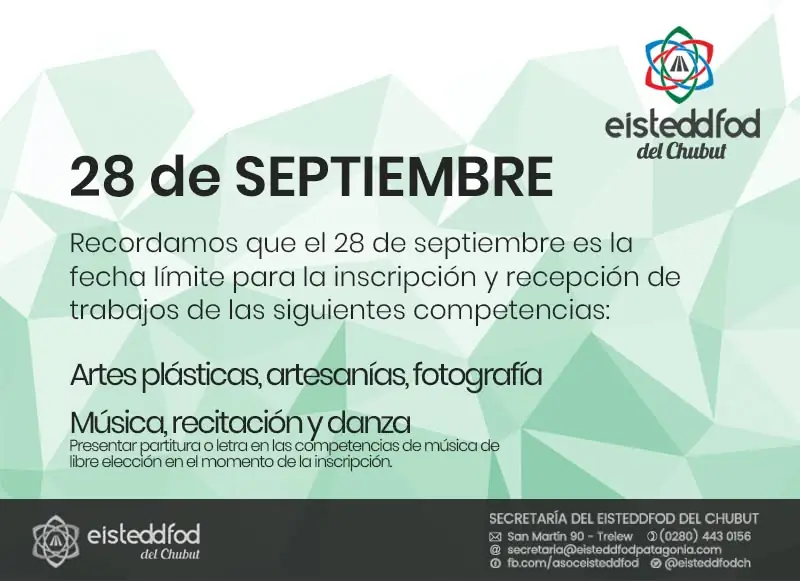 eisteddfod
del Chubut
28 de SEPTIEMBRE
Recordamos que el 28 de septiembre es la
fecha límite para la inscripción y recepción de
trabajos de las siguientes competencias:
Artes plásticas, artesanías, fotografía
Música, recitación y danza
Presentar partitura o letra en las competencias de música de
libre elección en el momento de la inscripción.
eisteddfod
del Chubut
SECRETARÍA DEL EISTEDDFOD DEL CHUBUT
San Martín 90 - Trelew (0280) 443 0156
secretaria@eisteddfodpatagonia.com
fb.com/asoceisteddfod @eisteddfodch